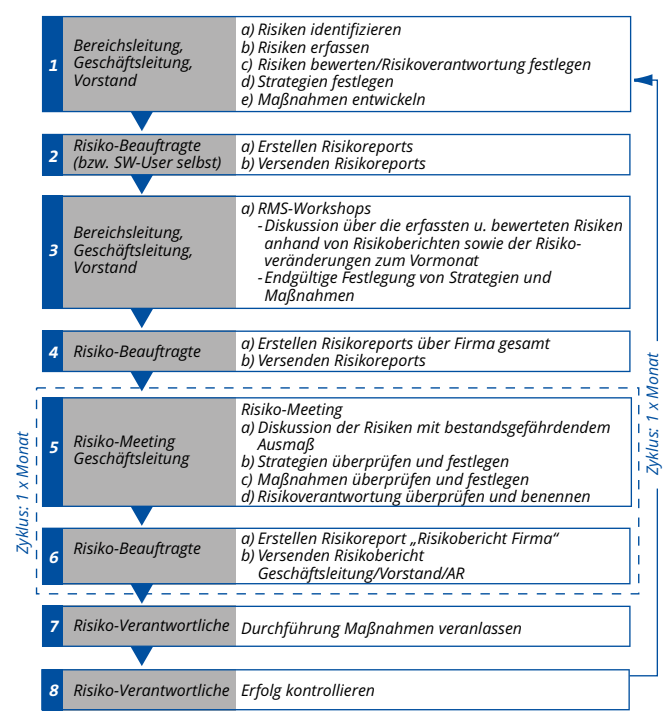 1
Bereichsleitung,
Geschäftsleitung,
Vorstand
a) Risiken identifizieren
b) Risiken erfassen
c) Risiken bewerten/Risikoverantwortung festlegen
d) Strategien festlegen
e) Maßnahmen entwickeln
2
Risiko-Beauftragte
(bzw. SW-User selbst)
a) Erstellen Risikoreports
b) Versenden Risikoreports
3
Bereichsleitung,
Geschäftsleitung,
Vorstand
a) RMS-Workshops
- Diskussion über die erfassten u. bewerteten Risiken
anhand von Risikoberichten sowie der Risiko-
veränderungen zum Vormonat
- Endgültige Festlegung von Strategien und
Maßnahmen
4
Risiko-Beauftragte
a) Erstellen Risikoreports über Firma gesamt
b) Versenden Risikoreports
5
Risiko-Meeting
Geschäftsleitung
Risiko-Meeting
a) Diskussion der Risiken mit bestandsgefährdendem
Ausmaß
b) Strategien überprüfen und festlegen
c) Maßnahmen überprüfen und festlegen
d) Risikoverantwortung überprüfen und benennen
6
Risiko-Beauftragte
a) Erstellen Risikoreport „Risikobericht Firma“
b) Versenden Risikobericht
Geschäftsleitung/Vorstand/AR
Zyklus: 1 x Monat
7
Risiko-Verantwortliche
Durchführung Maßnahmen veranlassen
8
Risiko-Verantwortliche
Erfolg kontrollieren
Zyklus: 1 x Monat